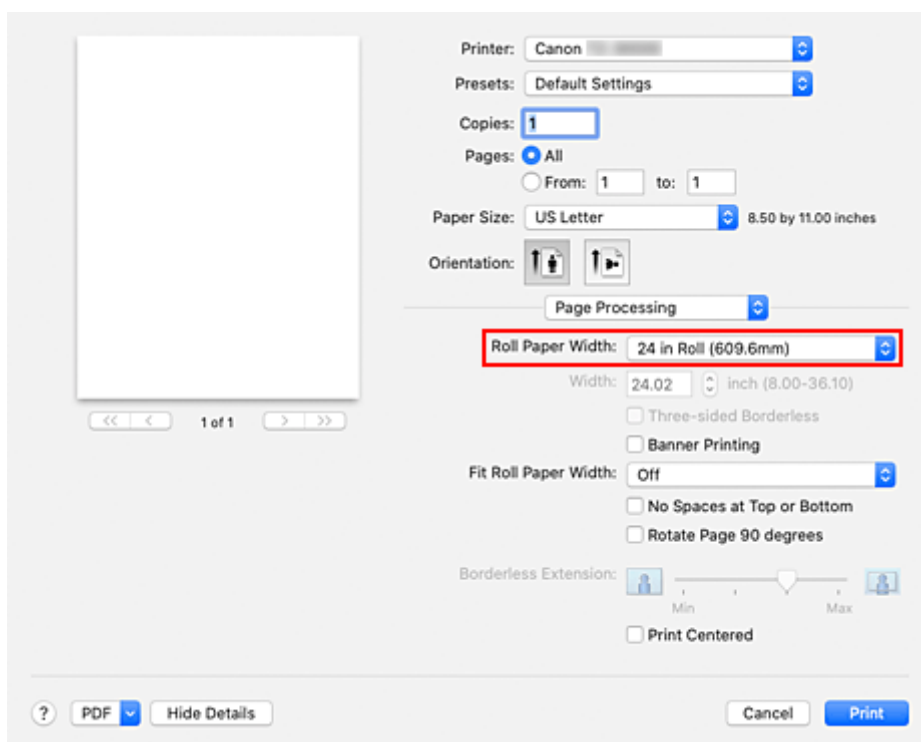 Printer: Canon
Presets: Default Settings
Copies: 1
Pages: All
From: 1 to: 1
Paper Size: US Letter 8.50 by 11.00 inches
Orientation:
Page Processing
Roll Paper Width: 24 in Roll (609.6mm)
Width: 24.02 inch (8.00-36.10)
Three-sided Borderless
Banner Printing
Fit Roll Paper Width: Off
No Spaces at Top or Bottom
Rotate Page 90 degrees
Borderless Extension:
Min Max
Print Centered
<< < 1 of 1 > >>
? PDF Hide Details Cancel Print